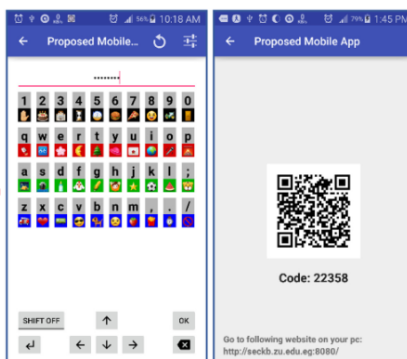 56% 10:18 AM
Proposed Mobile...
........
1 2 3 4 5 6 7 8 9 0
q w e r t y u i o p
a s d f g h j k l ;
z x c v b n m , . /
SHIFT OFF
OK
79% 1:45 PM
Proposed Mobile App
Code: 22358
Go to following website on your pc:
http://seckb.zu.edu.eg:8080/